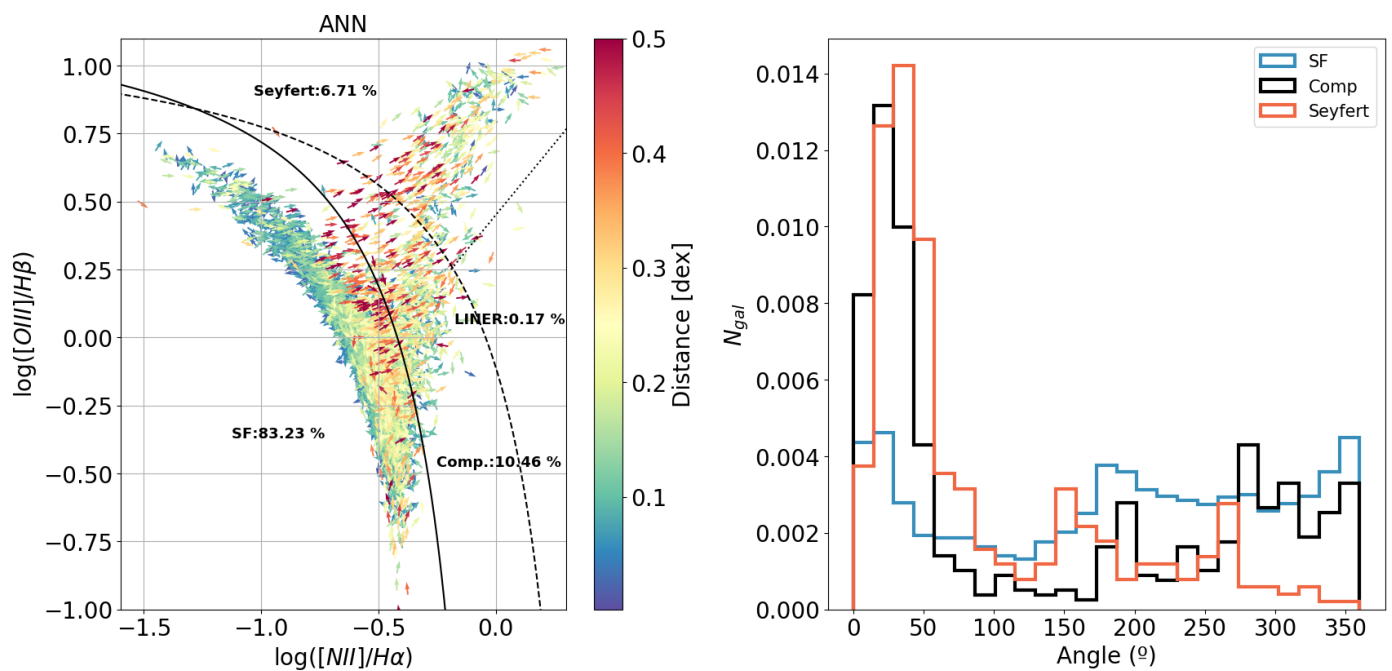 ANN
Seyfert:6.71 %
LINER:0.17 %
SF:83.23 %
Comp.:10.46 %
1.00
0.75
0.50
0.25
0.00
−0.25
−0.50
−0.75
−1.00
log([OIII]/Hβ)
−1.5
−1.0
−0.5
0.0
log([NII]/Hα)
0.5
0.4
0.3
0.2
0.1
Distance [dex]
SF
Comp
Seyfert
0.014
0.012
0.010
0.008
0.006
0.004
0.002
0.000
N_gal
0
50
100
150
200
250
300
350
Angle (º)